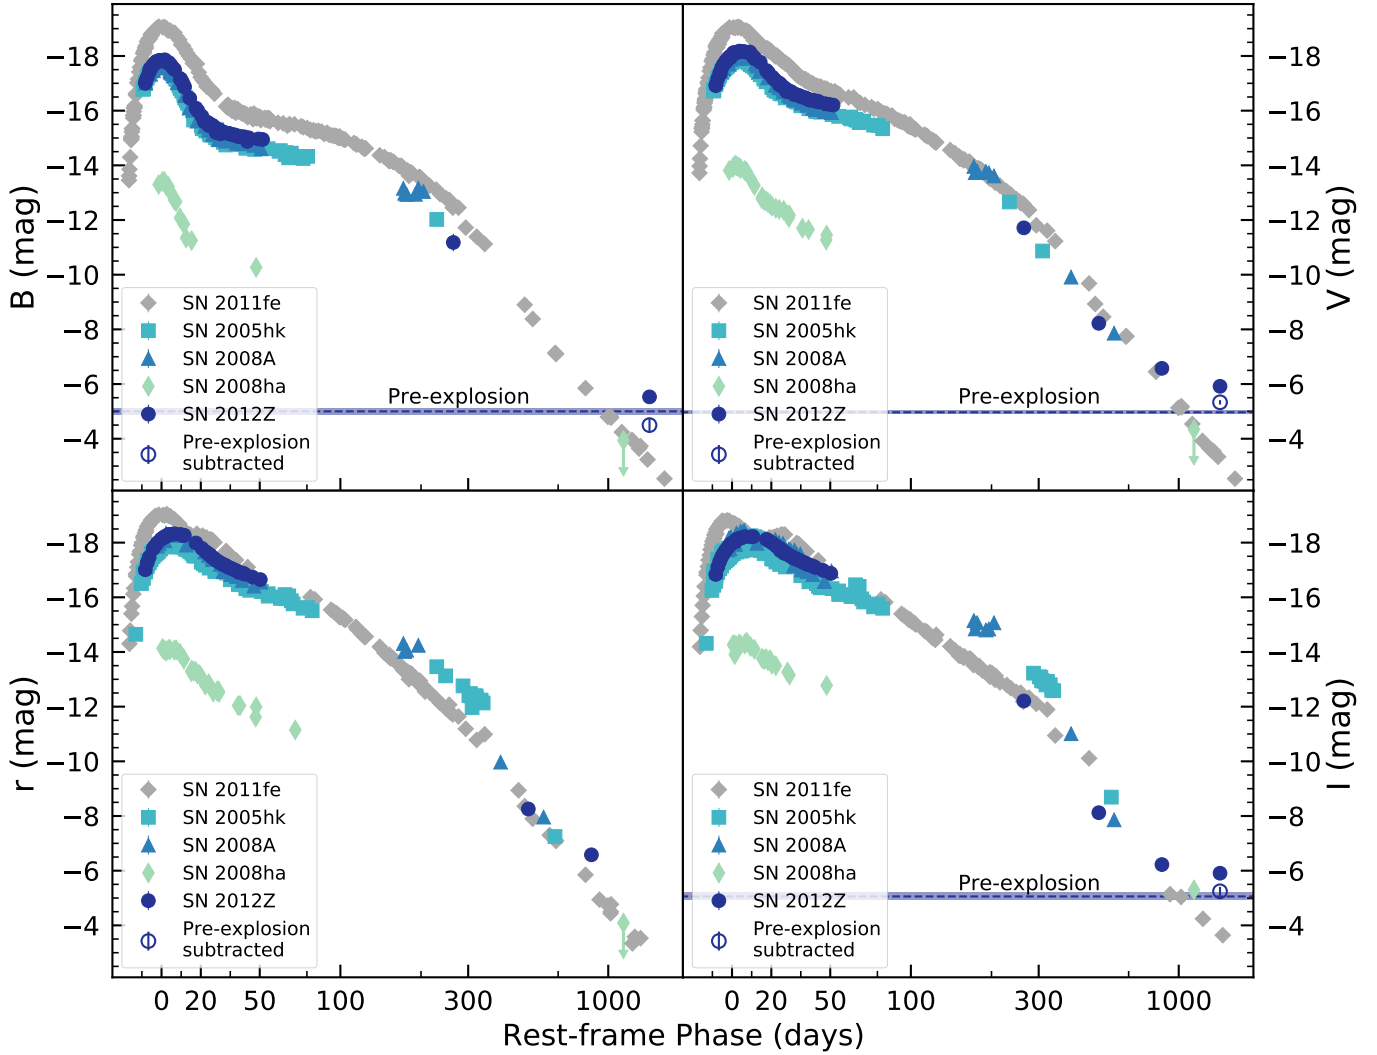 −18
−16
−14
−12
−10
−8
−6
−4
B (mag)
Pre-explosion
SN 2011fe
SN 2005hk
SN 2008A
SN 2008ha
SN 2012Z
Pre-explosion
subtracted
−18
−16
−14
−12
−10
−8
−6
−4
V (mag)
Pre-explosion
SN 2011fe
SN 2005hk
SN 2008A
SN 2008ha
SN 2012Z
Pre-explosion
subtracted
−18
−16
−14
−12
−10
−8
−6
−4
r (mag)
SN 2011fe
SN 2005hk
SN 2008A
SN 2008ha
SN 2012Z
Pre-explosion
subtracted
0 20 50 100 300 1000
−18
−16
−14
−12
−10
−8
−6
−4
I (mag)
Pre-explosion
SN 2011fe
SN 2005hk
SN 2008A
SN 2008ha
SN 2012Z
Pre-explosion
subtracted
0 20 50 100 300 1000
Rest-frame Phase (days)